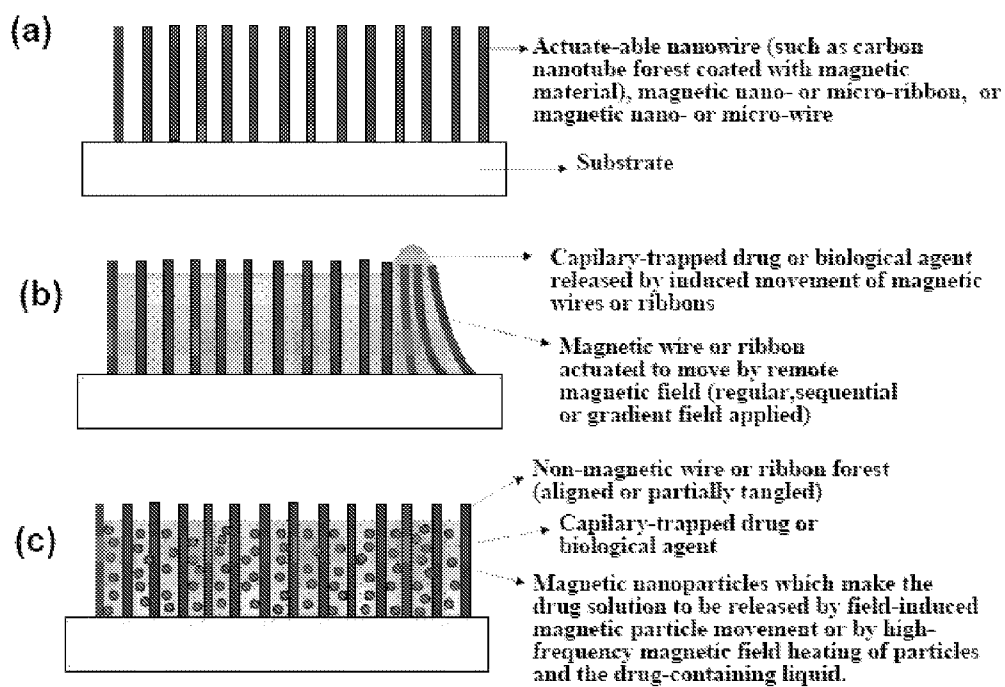 (a)
Actuate-able nanowire (such as carbon
nanotube forest coated with magnetic
material), magnetic nano- or micro-ribbon, or
magnetic nano- or micro-wire
Substrate
(b)
Capilary-trapped drug or biological agent
released by induced movement of magnetic
wires or ribbons
Magnetic wire or ribbon
actuated to move by remote
magnetic field (regular,sequential
or gradient field applied)
(c)
Non-magnetic wire or ribbon forest
(aligned or partially tangled)
Capilary-trapped drug or
biological agent
Magnetic nanoparticles which make the
drug solution to be released by field-induced
magnetic particle movement or by high-
frequency magnetic field heating of particles
and the drug-containing liquid.